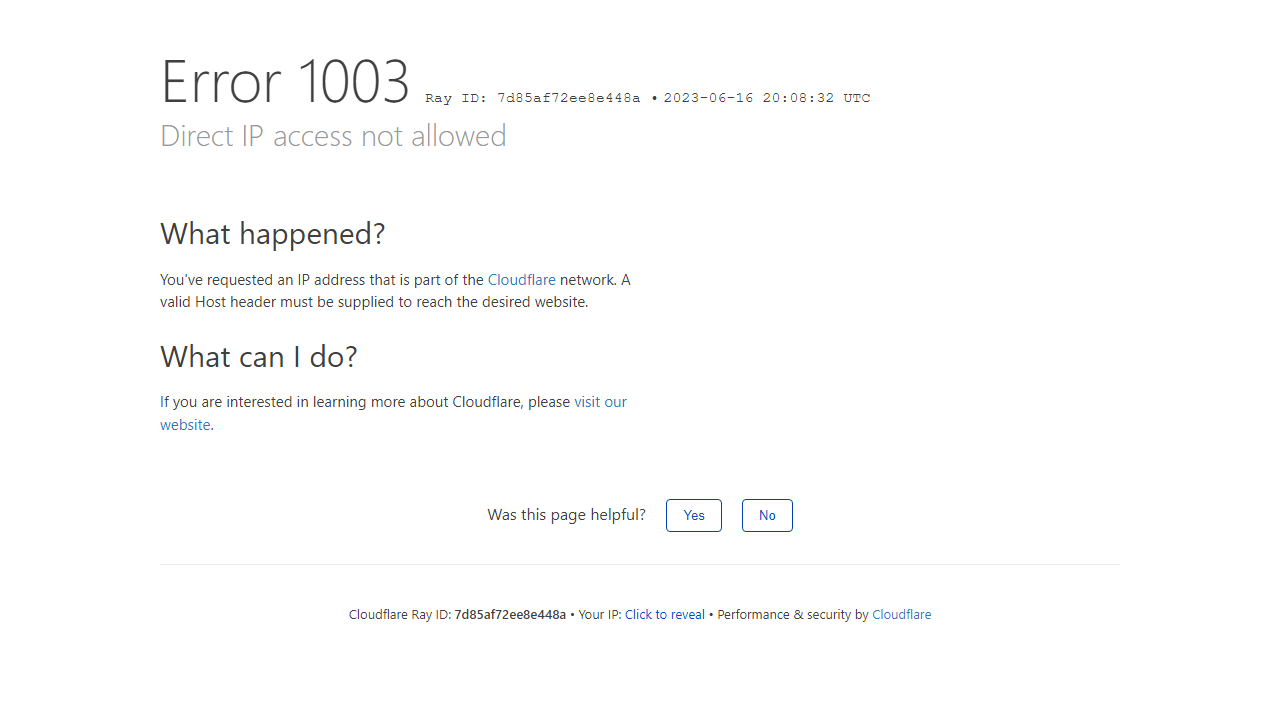 Error 1003 Ray ID: 7d85af72ee8e448a • 2023-06-16 20:08:32 UTC
Direct IP access not allowed
What happened?
You've requested an IP address that is part of the Cloudflare network. A
valid Host header must be supplied to reach the desired website.
What can I do?
If you are interested in learning more about Cloudflare, please visit our
website.
Was this page helpful? Yes No
Cloudflare Ray ID: 7d85af72ee8e448a • Your IP: Click to reveal • Performance & security by Cloudflare